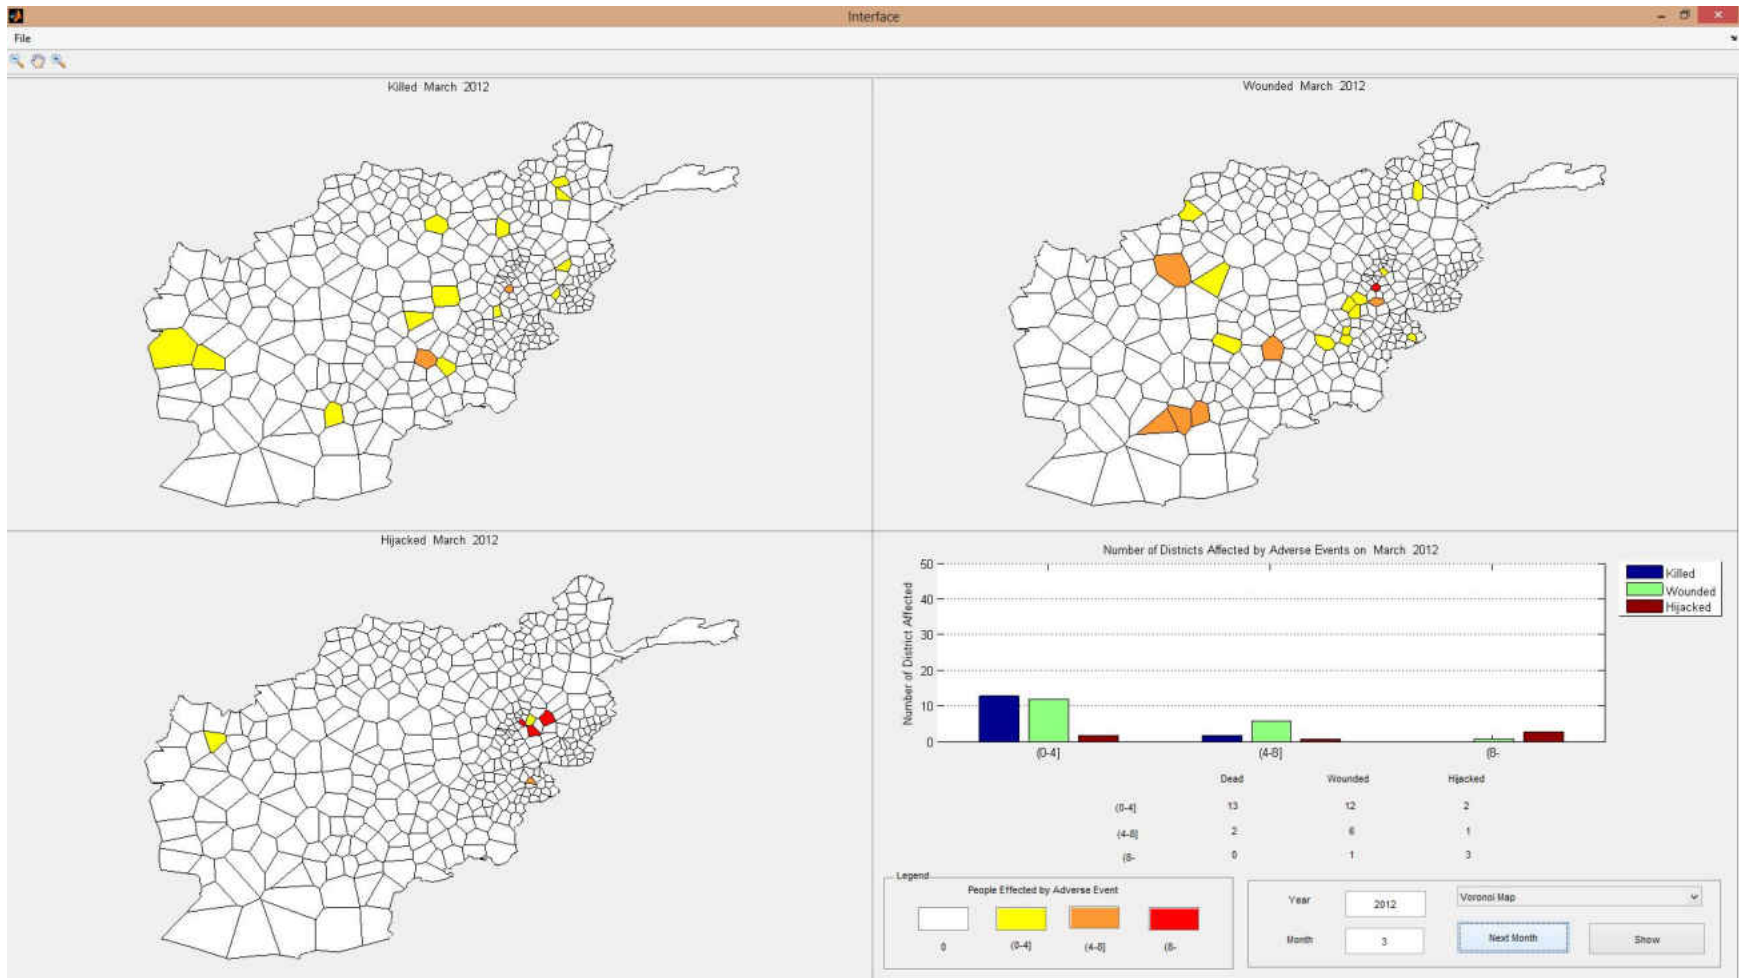 Interface
File
Killed March 2012
Wounded March 2012
Hijacked March 2012
Number of Districts Affected by Adverse Events on March 2012
Number of District Affected
50
40
30
20
10
0
(0-4]
(4-8]
(8-
Killed
Wounded
Hijacked
Dead Wounded Hijacked
(0-4] 13 12 2
(4-8] 2 6 1
(8- 0 1 3
Legend
People Effected by Adverse Event
0 (0-4] (4-8] (8-
Year 2012
Month 3
Voronoi Map
Next Month
Show